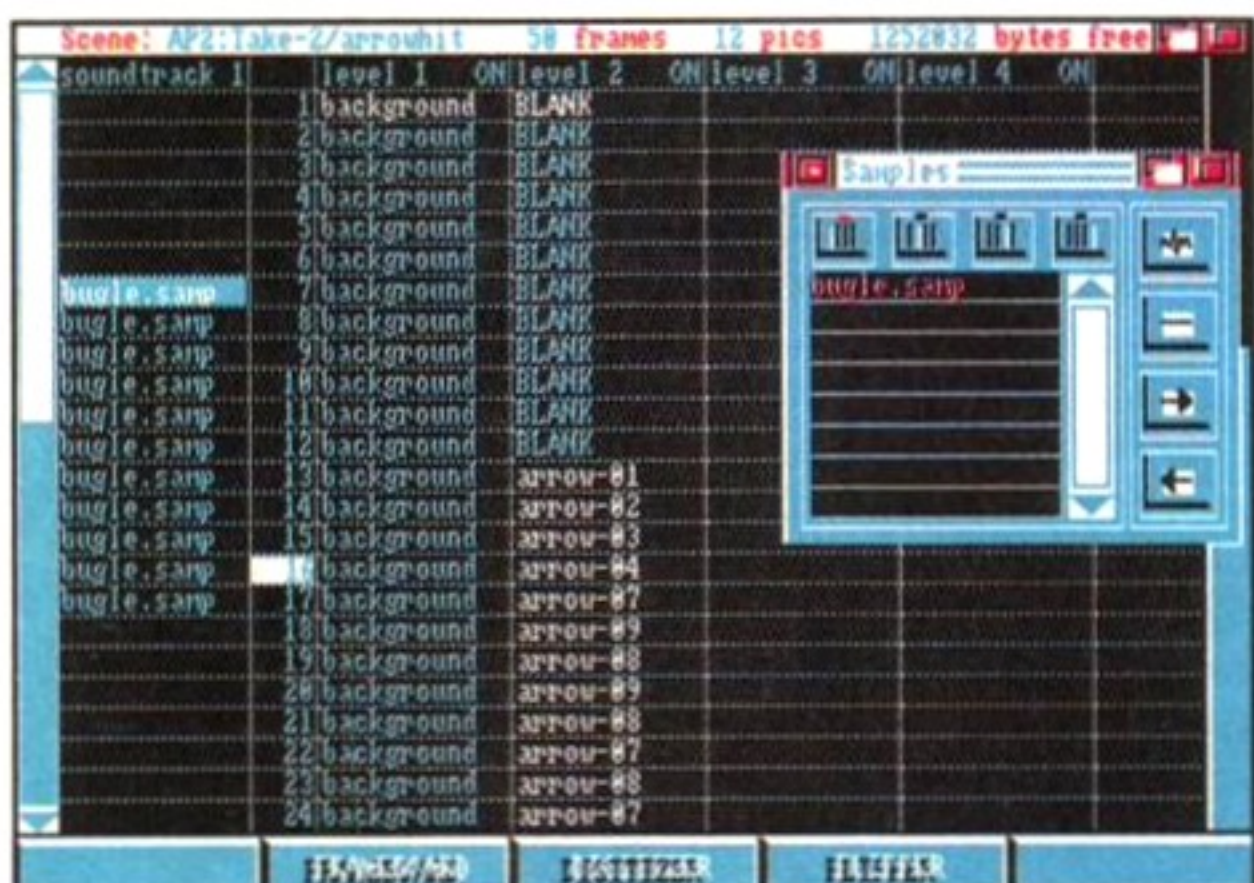 Scene: AP2:Take-2/arrowhit 50 frames 12 pics 1252032 bytes free
soundtrack 1 level 1 ON level 2 ON level 3 ON level 4 ON
1 background BLANK
2 background BLANK
3 background BLANK
4 background BLANK
5 background BLANK
6 background BLANK
bugle.samp 7 background BLANK
bugle.samp 8 background BLANK
bugle.samp 9 background BLANK
bugle.samp 10 background BLANK
bugle.samp 11 background BLANK
bugle.samp 12 background BLANK
bugle.samp 13 background arrow-01
bugle.samp 14 background arrow-02
bugle.samp 15 background arrow-03
bugle.samp 16 background arrow-04
bugle.samp 17 background arrow-07
18 background arrow-09
19 background arrow-08
20 background arrow-09
21 background arrow-08
22 background arrow-07
23 background arrow-08
24 background arrow-07
Samples
bugle.samp